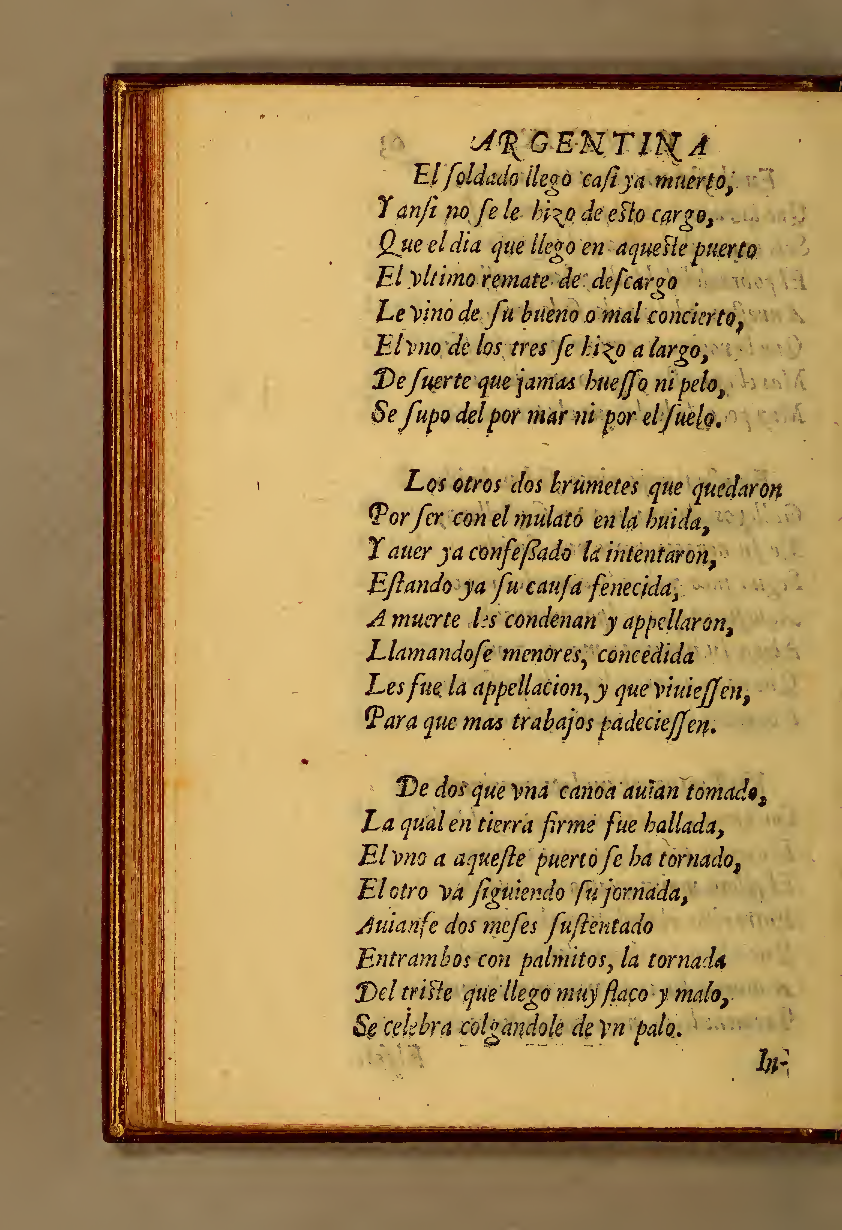 ARGENTINA
El ſoldado llegò caſi ya muerto,
Y anſi no ſe le hizo de eſto cargo,
Que el dia que llego en aqueſte puerto
El vltimo remate de deſcargo
Le vino de ſu bueno o mal concierto,
El vno de los tres ſe hizo a largo,
De ſuerte que jamas hueſſo ni pelo,
Se ſupo del por mar ni por el ſuelo.
Los otros dos brumetes que quedaron
Por ſer con el mulato en la huida,
Y auer ya confeſſado la intentaron,
Eſtando ya ſu cauſa fenecida,
A muerte les condenan y appellaron,
Llamandoſe menores, concedida
Les fue la appellacion, y que viuieſſen,
Para que mas trabajos padecieſſen.
De dos que vna canoa auian tomado,
La qual en tierra firme fue hallada,
El vno a aqueſte puerto ſe ha tornado,
El otro va ſiguiendo ſu jornada,
Auianſe dos meſes ſuſtentado
Entrambos con palmitos, la tornada
Del triſte que llego muy flaco y malo,
Se celebra colgandole de vn palo.
In-